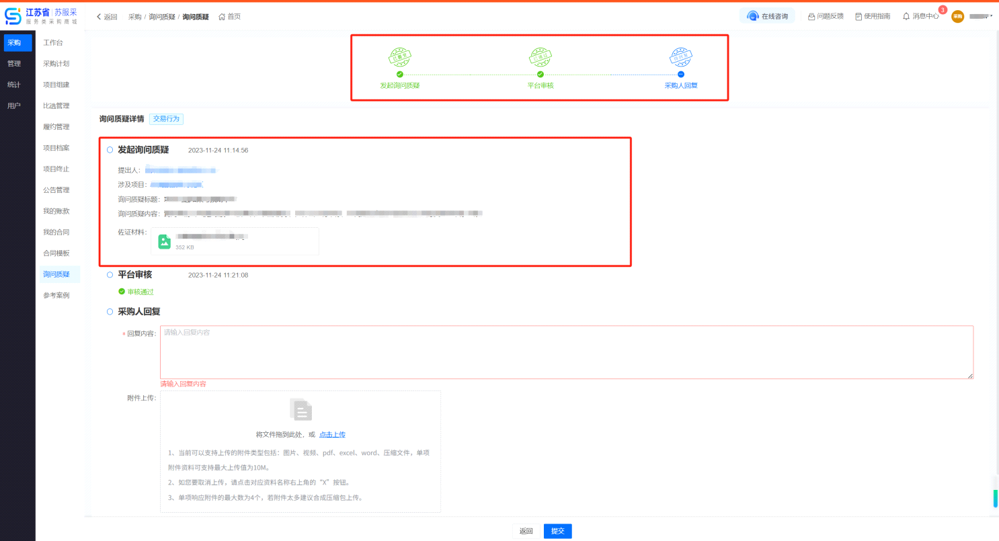 江苏省 苏服采
服务类采购商城
返回 采购 / 询问质疑 / 询问质疑 首页
在线咨询 问题反馈 使用指南 消息中心 3 采购
采购
管理
统计
用户
工作台
采购计划
项目组建
比选管理
履约管理
项目档案
项目终止
公告管理
我的账款
我的合同
合同模板
询问质疑
参考案例
发起询问质疑 平台审核 采购人回复
询问质疑详情 交易行为
发起询问质疑 2023-11-24 11:14:56
提出人:
涉及项目:
询问质疑标题:
询问质疑内容:
佐证材料:
352 KB
平台审核 2023-11-24 11:21:08
审核通过
采购人回复
* 回复内容: 请输入回复内容
请输入回复内容
附件上传:
将文件拖到此处，或 点击上传
1、当前可以支持上传的附件类型包括：图片、视频、pdf、excel、word、压缩文件，单项
附件资料可支持最大上传值为10M。
2、如您要取消上传，请点击对应资料名称右上角的“X”按钮。
3、单项响应附件的最大数为4个，若附件太多建议合成压缩包上传。
返回 提交